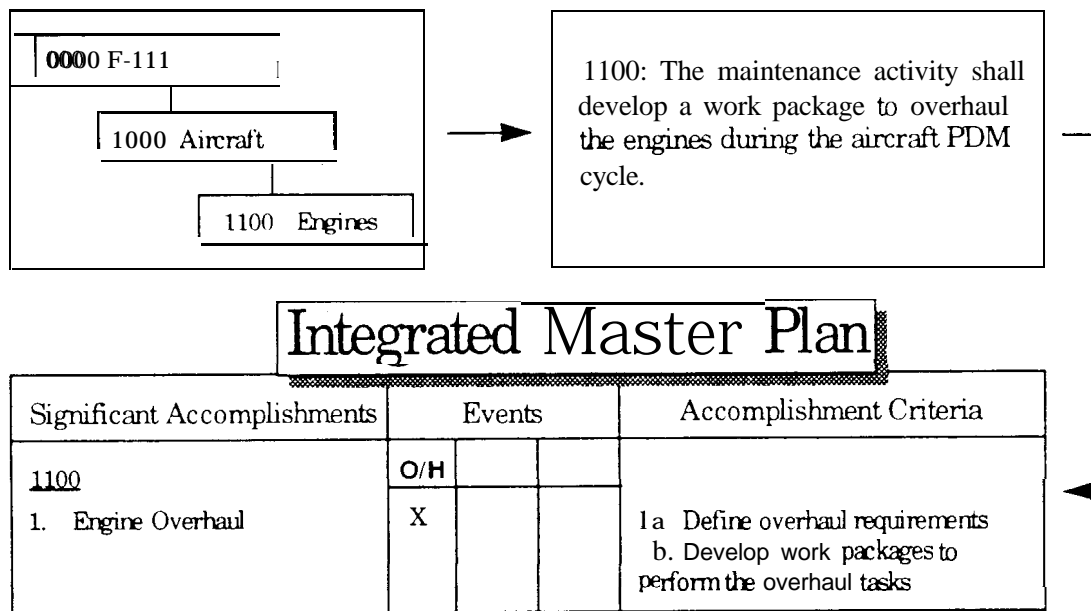 0000 F-111
1000 Aircraft
1100 Engines
1100: The maintenance activity shall
develop a work package to overhaul
the engines during the aircraft PDM
cycle.
Integrated Master Plan
Significant Accomplishments Events Accomplishment Criteria
1100 O/H
1. Engine Overhaul X 1a Define overhaul requirements
b. Develop work packages to
perform the overhaul tasks